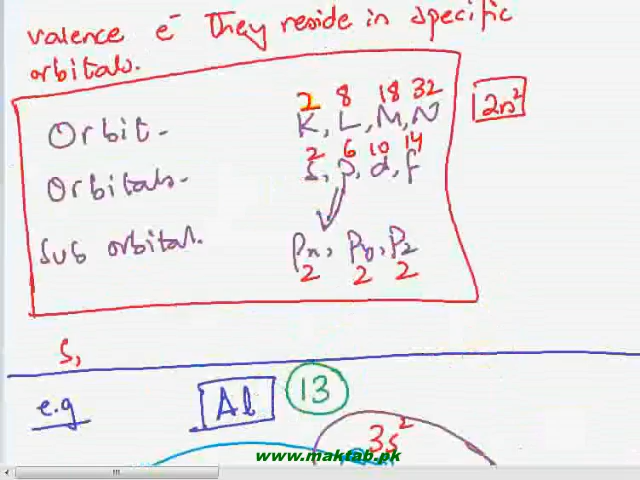 valence e⁻ They reside in specific
orbitals.
2 8 18 32
Orbit - K, L, M, N 2n²
2 6 10 14
Orbitals - s, p, d, f
Sub orbital. Px, Py, Pz
2 2 2
s,
e.g Al 13
3s²
www.maktab.pk